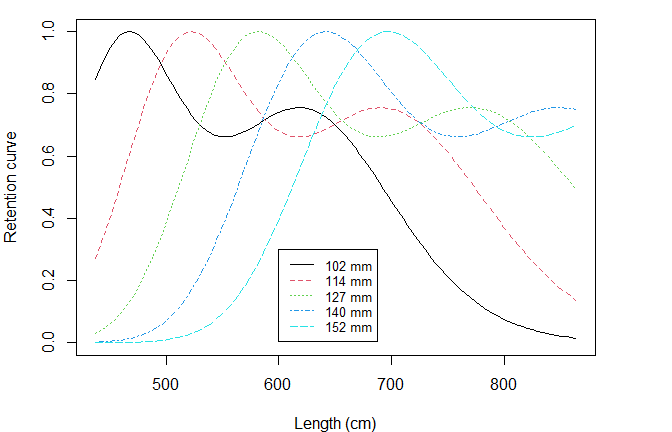 Retention curve
1.0
0.8
0.6
0.4
0.2
0.0
102 mm
114 mm
127 mm
140 mm
152 mm
500 600 700 800
Length (cm)